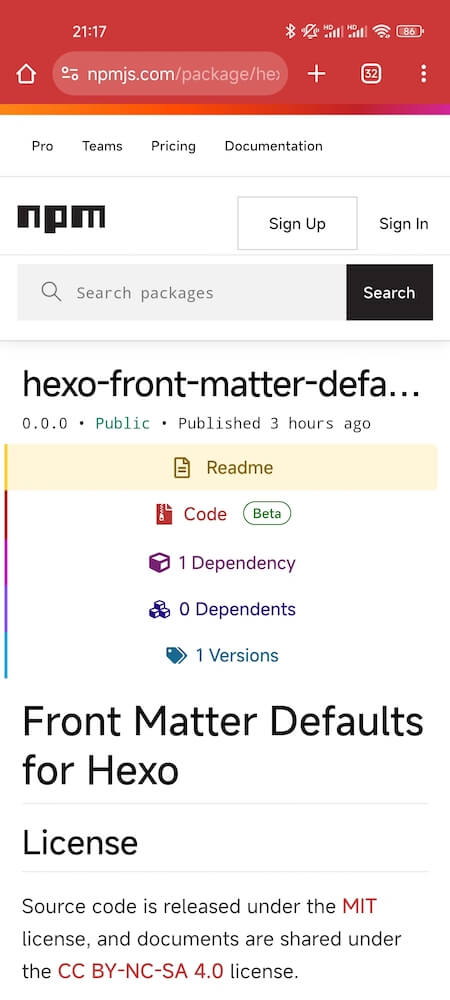 21:17
HD HD 86
npmjs.com/package/hex
32
Pro Teams Pricing Documentation
npm
Sign Up Sign In
Search packages Search
hexo-front-matter-defa...
0.0.0 • Public • Published 3 hours ago
Readme
Code Beta
1 Dependency
0 Dependents
1 Versions
Front Matter Defaults
for Hexo
License
Source code is released under the MIT
license, and documents are shared under
the CC BY-NC-SA 4.0 license.